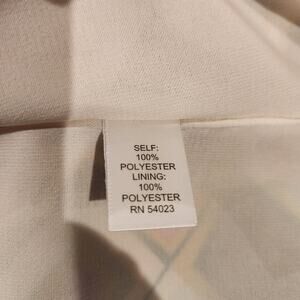 SELF:
100%
POLYESTER
LINING:
100%
POLYESTER
RN 54023